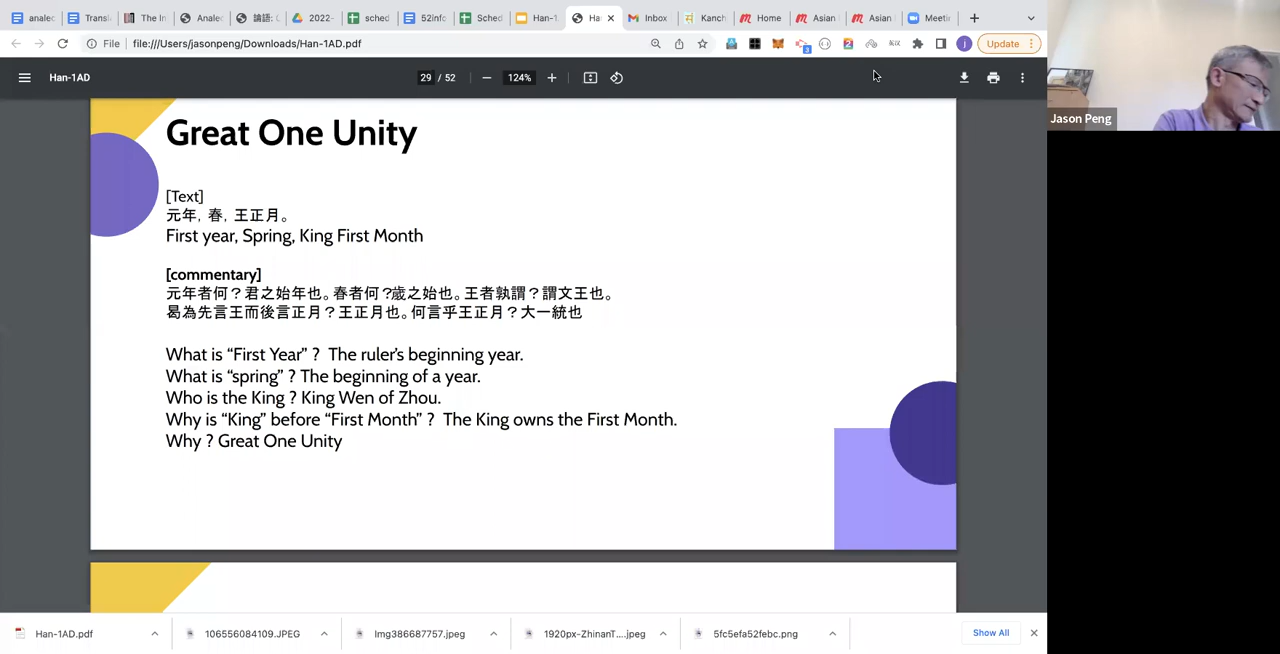 analec
Transl
The In
Analec
論語: (
2022-
sched
52info
Sched
Han-1.
Ha
Inbox
Kanch
Home
Asian
Asian
Meetin
File
file:///Users/jasonpeng/Downloads/Han-1AD.pdf
Update
Han-1AD
29 / 52
124%
Jason Peng
Great One Unity
[Text]
元年，春，王正月。
First year, Spring, King First Month
[commentary]
元年者何？君之始年也。春者何？歲之始也。王者孰謂？謂文王也。
曷為先言王而後言正月？王正月也。何言乎王正月？大一統也
What is “First Year” ? The ruler's beginning year.
What is “spring” ? The beginning of a year.
Who is the King ? King Wen of Zhou.
Why is “King” before “First Month” ? The King owns the First Month.
Why ? Great One Unity
Han-1AD.pdf
106556084109.JPEG
Img386687757.jpeg
1920px-ZhinanT....jpeg
5fc5efa52febc.png
Show All